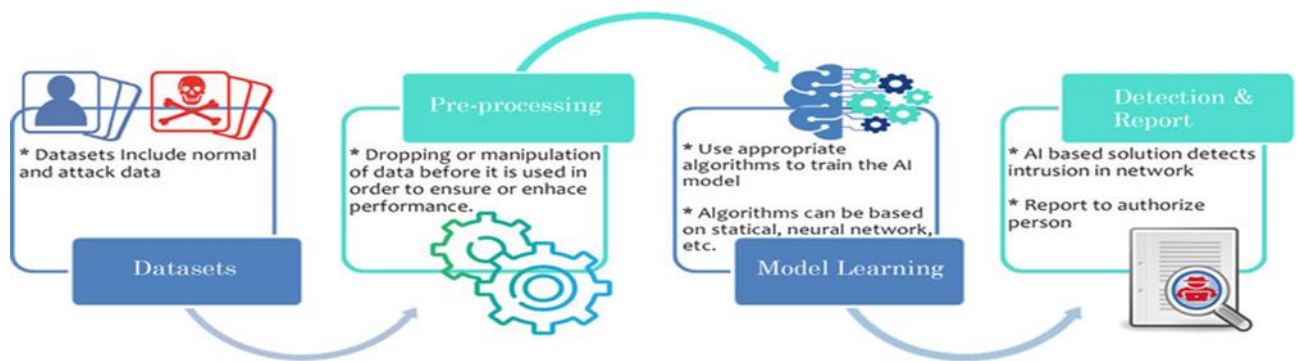 * Datasets Include normal
and attack data
Datasets
Pre-processing
* Dropping or manipulation
of data before it is used in
order to ensure or enhace
performance.
* Use appropriate
algorithms to train the AI
model
* Algorithms can be based
on statical, neural network,
etc.
Model Learning
Detection &
Report
* AI based solution detects
intrusion in network
* Report to authorize
person